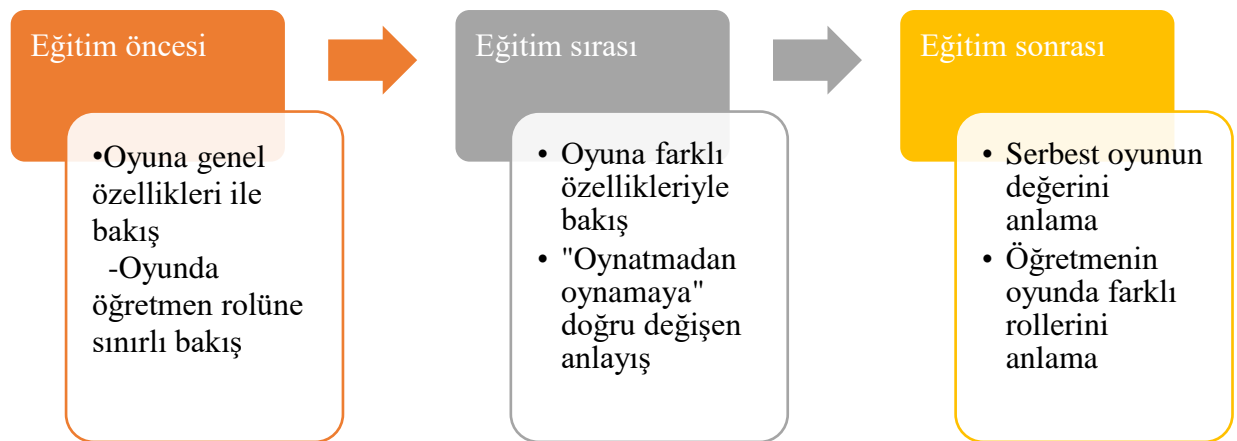 Eğitim öncesi
•Oyuna genel
özellikleri ile
bakış
-Oyunda
öğretmen rolüne
sınırlı bakış
Eğitim sırası
• Oyuna farklı
özellikleriyle
bakış
• "Oynatmadan
oynamaya"
doğru değişen
anlayış
Eğitim sonrası
• Serbest oyunun
değerini
anlama
• Öğretmenin
oyunda farklı
rollerini
anlama